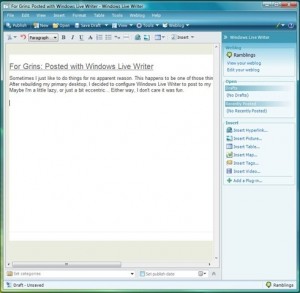 For Grins: Posted with Windows Live Writer - Windows Live Writer
File Edit View Insert Format Table Weblog Tools Help
Publish New Open Save Draft View Tools Weblog
Windows Live Writer
Paragraph
Weblog
Ramblings
View your weblog
Edit your weblog
Open
Drafts
(No Drafts)
Recently Posted
(No Recently Posted)
For Grins: Posted with Windows Live Writer
Sometimes I just like to do things for no apparent reason. This happens to be one of those thin
After rebuilding my primary desktop, I decided to configure Windows Live Writer to post to my
Maybe I'm a little lazy, or just a bit eccentric... Either way, I don't care it was fun.
Insert
Insert Hyperlink...
Insert Picture...
Insert Table...
Insert Map...
Insert Tags...
Insert Video...
Add a Plug-in...
Set categories
Set publish date
Draft - Unsaved
Ramblings